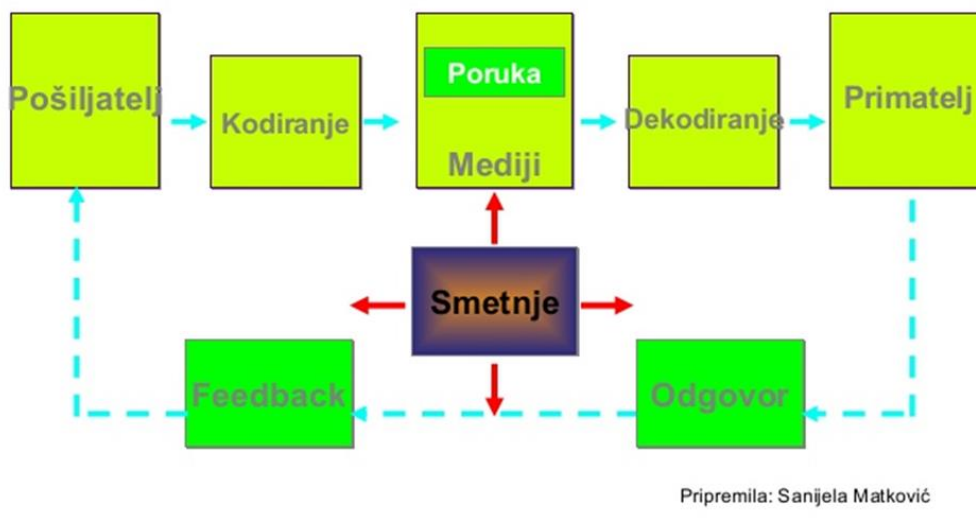 Pošiljatelj
Kodiranje
Poruka
Mediji
Dekodiranje
Primatelj
Smetnje
Feedback
Odgovor
Pripremila: Sanijela Matković